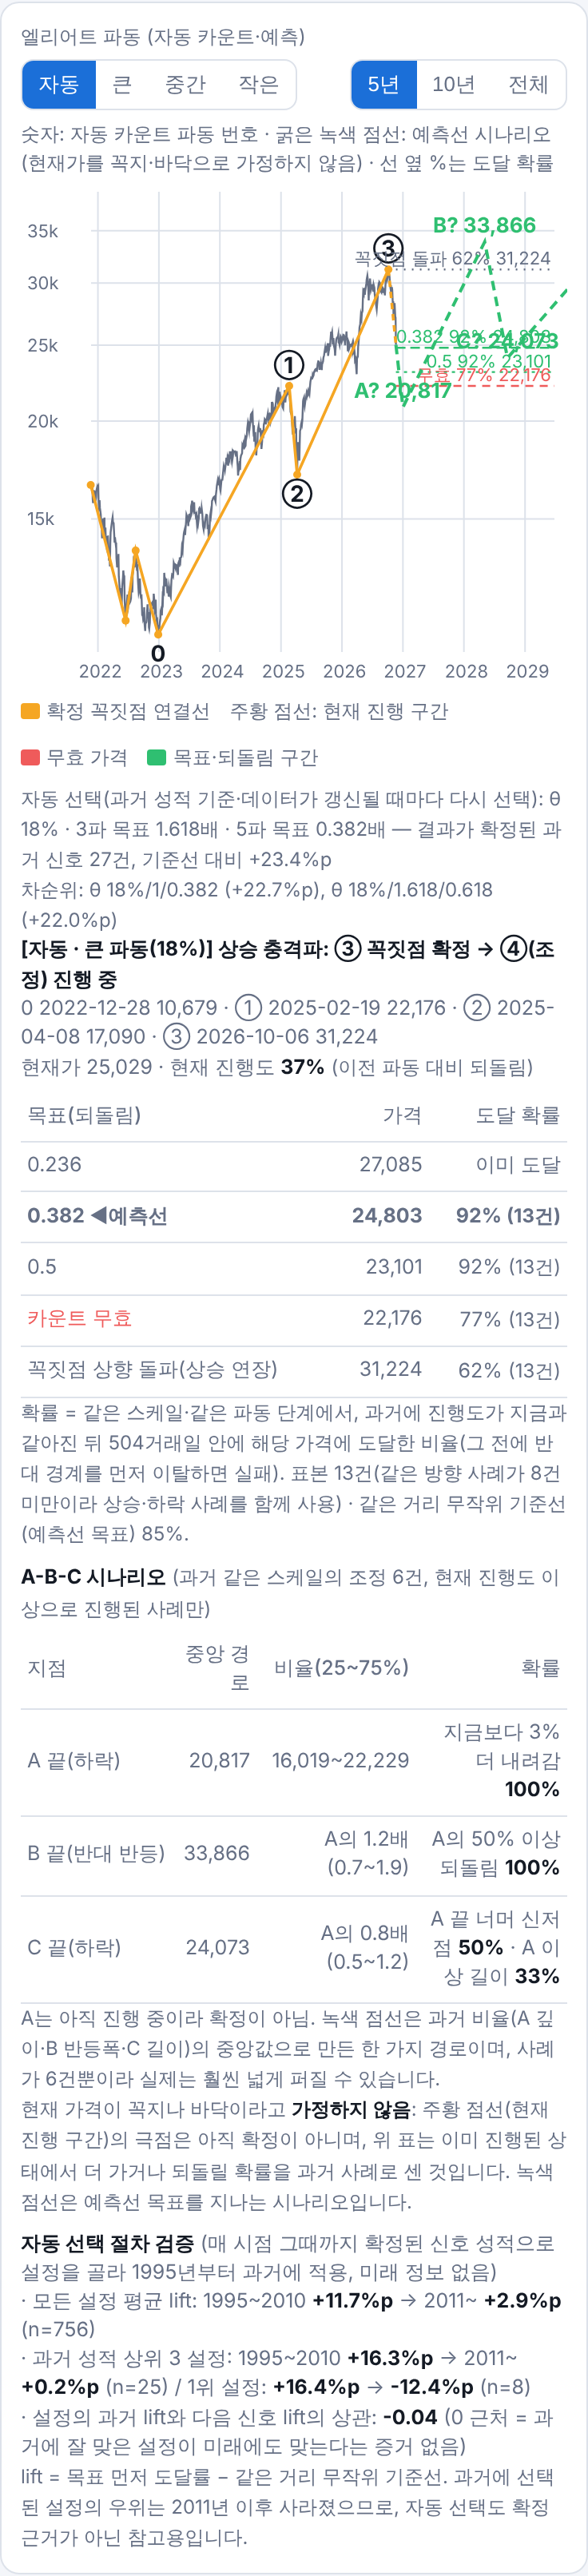 엘리어트 파동 (자동 카운트·예측)
자동 큰 중간 작은 5년 10년 전체
숫자: 자동 카운트 파동 번호 · 굵은 녹색 점선: 예측선 시나리오
(현재가를 꼭지·바닥으로 가정하지 않음) · 선 옆 %는 도달 확률
35k
30k
25k
20k
15k
B? 33,866
③
꼭짓점 돌파 62% 31,224
0.382 92% 24,803
C? 24,073
0.5 92% 23,101
무효 77% 22,176
A? 20,817
①
②
0
2022 2023 2024 2025 2026 2027 2028 2029
확정 꼭짓점 연결선 주황 점선: 현재 진행 구간
무효 가격 목표·되돌림 구간
자동 선택(과거 성적 기준·데이터가 갱신될 때마다 다시 선택): θ
18% · 3파 목표 1.618배 · 5파 목표 0.382배 — 결과가 확정된 과
거 신호 27건, 기준선 대비 +23.4%p
차순위: θ 18%/1/0.382 (+22.7%p), θ 18%/1.618/0.618
(+22.0%p)
[자동 · 큰 파동(18%)] 상승 충격파: ③ 꼭짓점 확정 → ④(조
정) 진행 중
0 2022-12-28 10,679 · ① 2025-02-19 22,176 · ② 2025-
04-08 17,090 · ③ 2026-10-06 31,224
현재가 25,029 · 현재 진행도 37% (이전 파동 대비 되돌림)
목표(되돌림) 가격 도달 확률
0.236 27,085 이미 도달
0.382 ◀예측선 24,803 92% (13건)
0.5 23,101 92% (13건)
카운트 무효 22,176 77% (13건)
꼭짓점 상향 돌파(상승 연장) 31,224 62% (13건)
확률 = 같은 스케일·같은 파동 단계에서, 과거에 진행도가 지금과
같아진 뒤 504거래일 안에 해당 가격에 도달한 비율(그 전에 반
대 경계를 먼저 이탈하면 실패). 표본 13건(같은 방향 사례가 8건
미만이라 상승·하락 사례를 함께 사용) · 같은 거리 무작위 기준선
(예측선 목표) 85%.
A-B-C 시나리오 (과거 같은 스케일의 조정 6건, 현재 진행도 이
상으로 진행된 사례만)
지점 중앙 경
로 비율(25~75%) 확률
A 끝(하락) 20,817 16,019~22,229 지금보다 3%
더 내려감
100%
B 끝(반대 반등) 33,866 A의 1.2배
(0.7~1.9) A의 50% 이상
되돌림 100%
C 끝(하락) 24,073 A의 0.8배
(0.5~1.2) A 끝 너머 신저
점 50% · A 이
상 길이 33%
A는 아직 진행 중이라 확정이 아님. 녹색 점선은 과거 비율(A 깊
이·B 반등폭·C 길이)의 중앙값으로 만든 한 가지 경로이며, 사례
가 6건뿐이라 실제는 훨씬 넓게 퍼질 수 있습니다.
현재 가격이 꼭지나 바닥이라고 가정하지 않음: 주황 점선(현재
진행 구간)의 극점은 아직 확정이 아니며, 위 표는 이미 진행된 상
태에서 더 가거나 되돌릴 확률을 과거 사례로 센 것입니다. 녹색
점선은 예측선 목표를 지나는 시나리오입니다.
자동 선택 절차 검증 (매 시점 그때까지 확정된 신호 성적으로
설정을 골라 1995년부터 과거에 적용, 미래 정보 없음)
· 모든 설정 평균 lift: 1995~2010 +11.7%p → 2011~ +2.9%p
(n=756)
· 과거 성적 상위 3 설정: 1995~2010 +16.3%p → 2011~
+0.2%p (n=25) / 1위 설정: +16.4%p → -12.4%p (n=8)
· 설정의 과거 lift와 다음 신호 lift의 상관: -0.04 (0 근처 = 과
거에 잘 맞은 설정이 미래에도 맞는다는 증거 없음)
lift = 목표 먼저 도달률 − 같은 거리 무작위 기준선. 과거에 선택
된 설정의 우위는 2011년 이후 사라졌으므로, 자동 선택도 확정
근거가 아닌 참고용입니다.